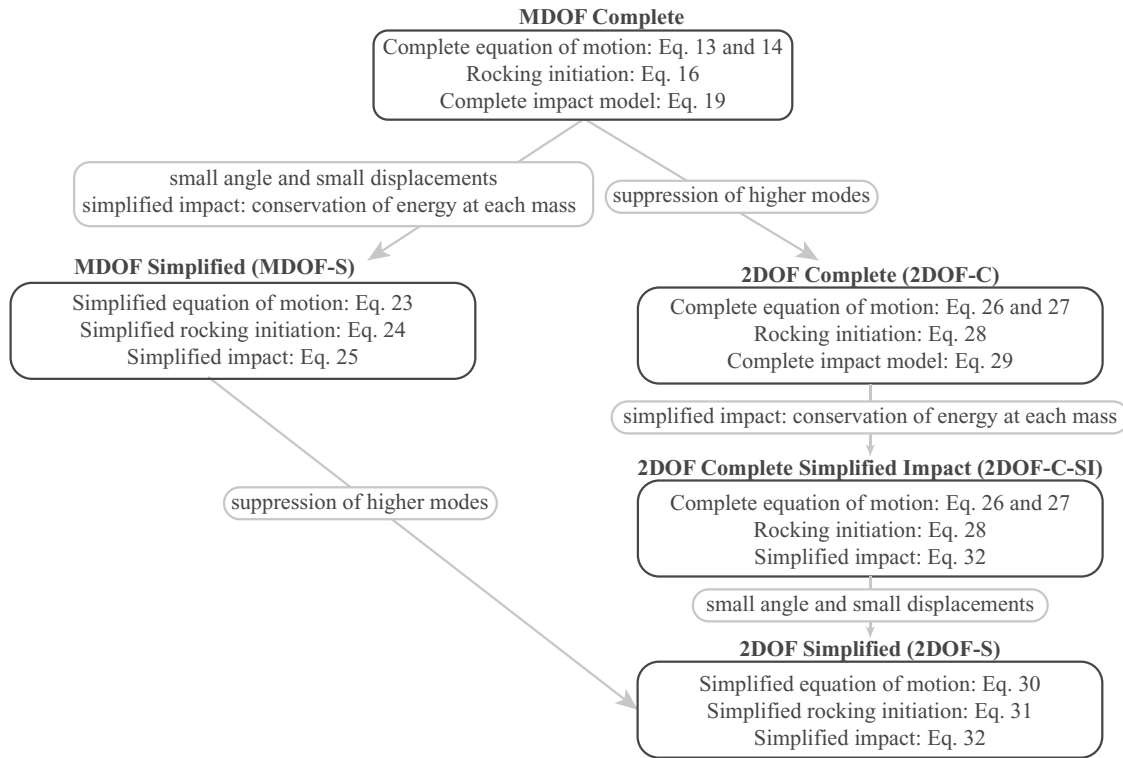 MDOF Complete
Complete equation of motion: Eq. 13 and 14
Rocking initiation: Eq. 16
Complete impact model: Eq. 19
small angle and small displacements
simplified impact: conservation of energy at each mass
suppression of higher modes
MDOF Simplified (MDOF-S)
Simplified equation of motion: Eq. 23
Simplified rocking initiation: Eq. 24
Simplified impact: Eq. 25
2DOF Complete (2DOF-C)
Complete equation of motion: Eq. 26 and 27
Rocking initiation: Eq. 28
Complete impact model: Eq. 29
simplified impact: conservation of energy at each mass
2DOF Complete Simplified Impact (2DOF-C-SI)
Complete equation of motion: Eq. 26 and 27
Rocking initiation: Eq. 28
Simplified impact: Eq. 32
suppression of higher modes
small angle and small displacements
2DOF Simplified (2DOF-S)
Simplified equation of motion: Eq. 30
Simplified rocking initiation: Eq. 31
Simplified impact: Eq. 32